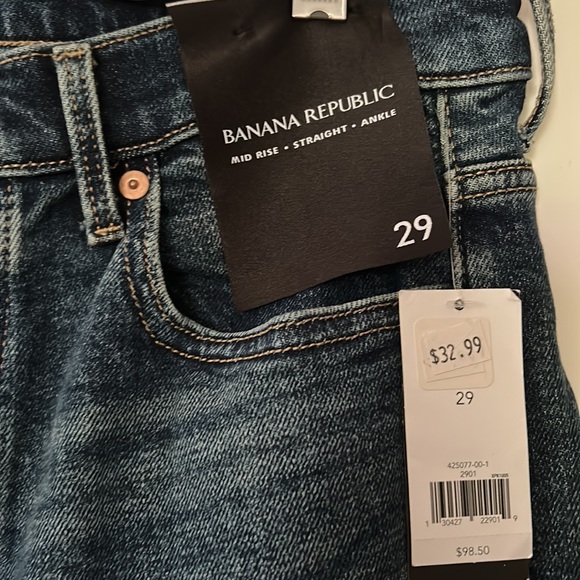 BANANA REPUBLIC
MID RISE • STRAIGHT • ANKLE
29
$32.99
29
425077-00-1
2901
1 30427 22901 9
$98.50